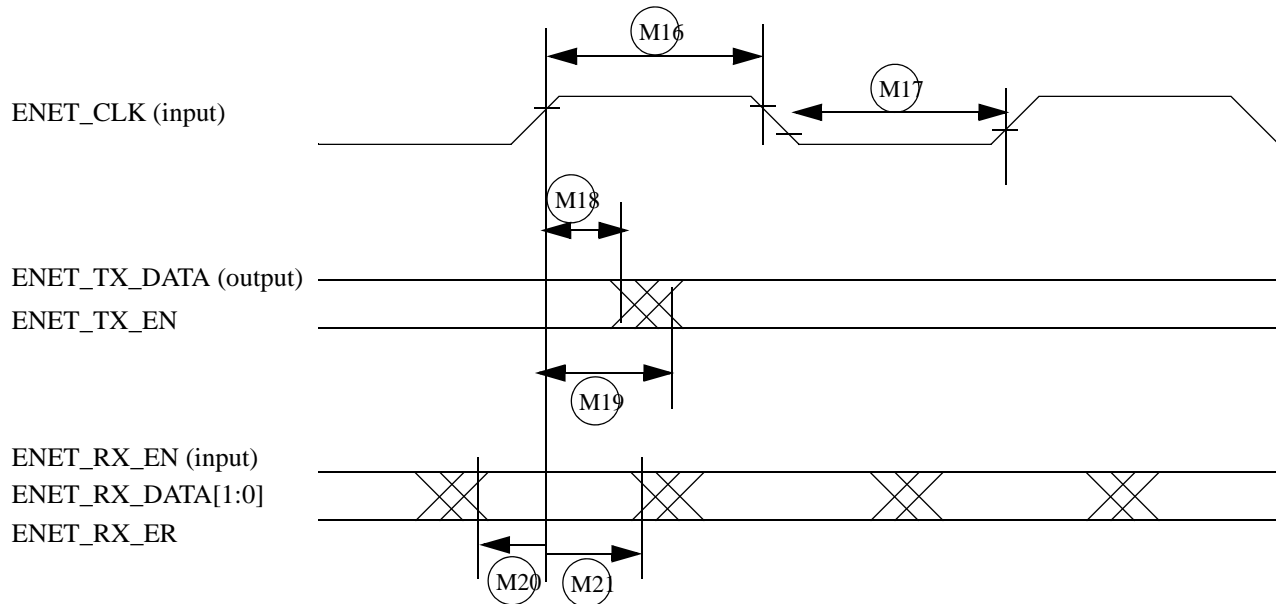 M16
M17
ENET_CLK (input)
M18
ENET_TX_DATA (output)
ENET_TX_EN
M19
ENET_RX_EN (input)
ENET_RX_DATA[1:0]
ENET_RX_ER
M20
M21